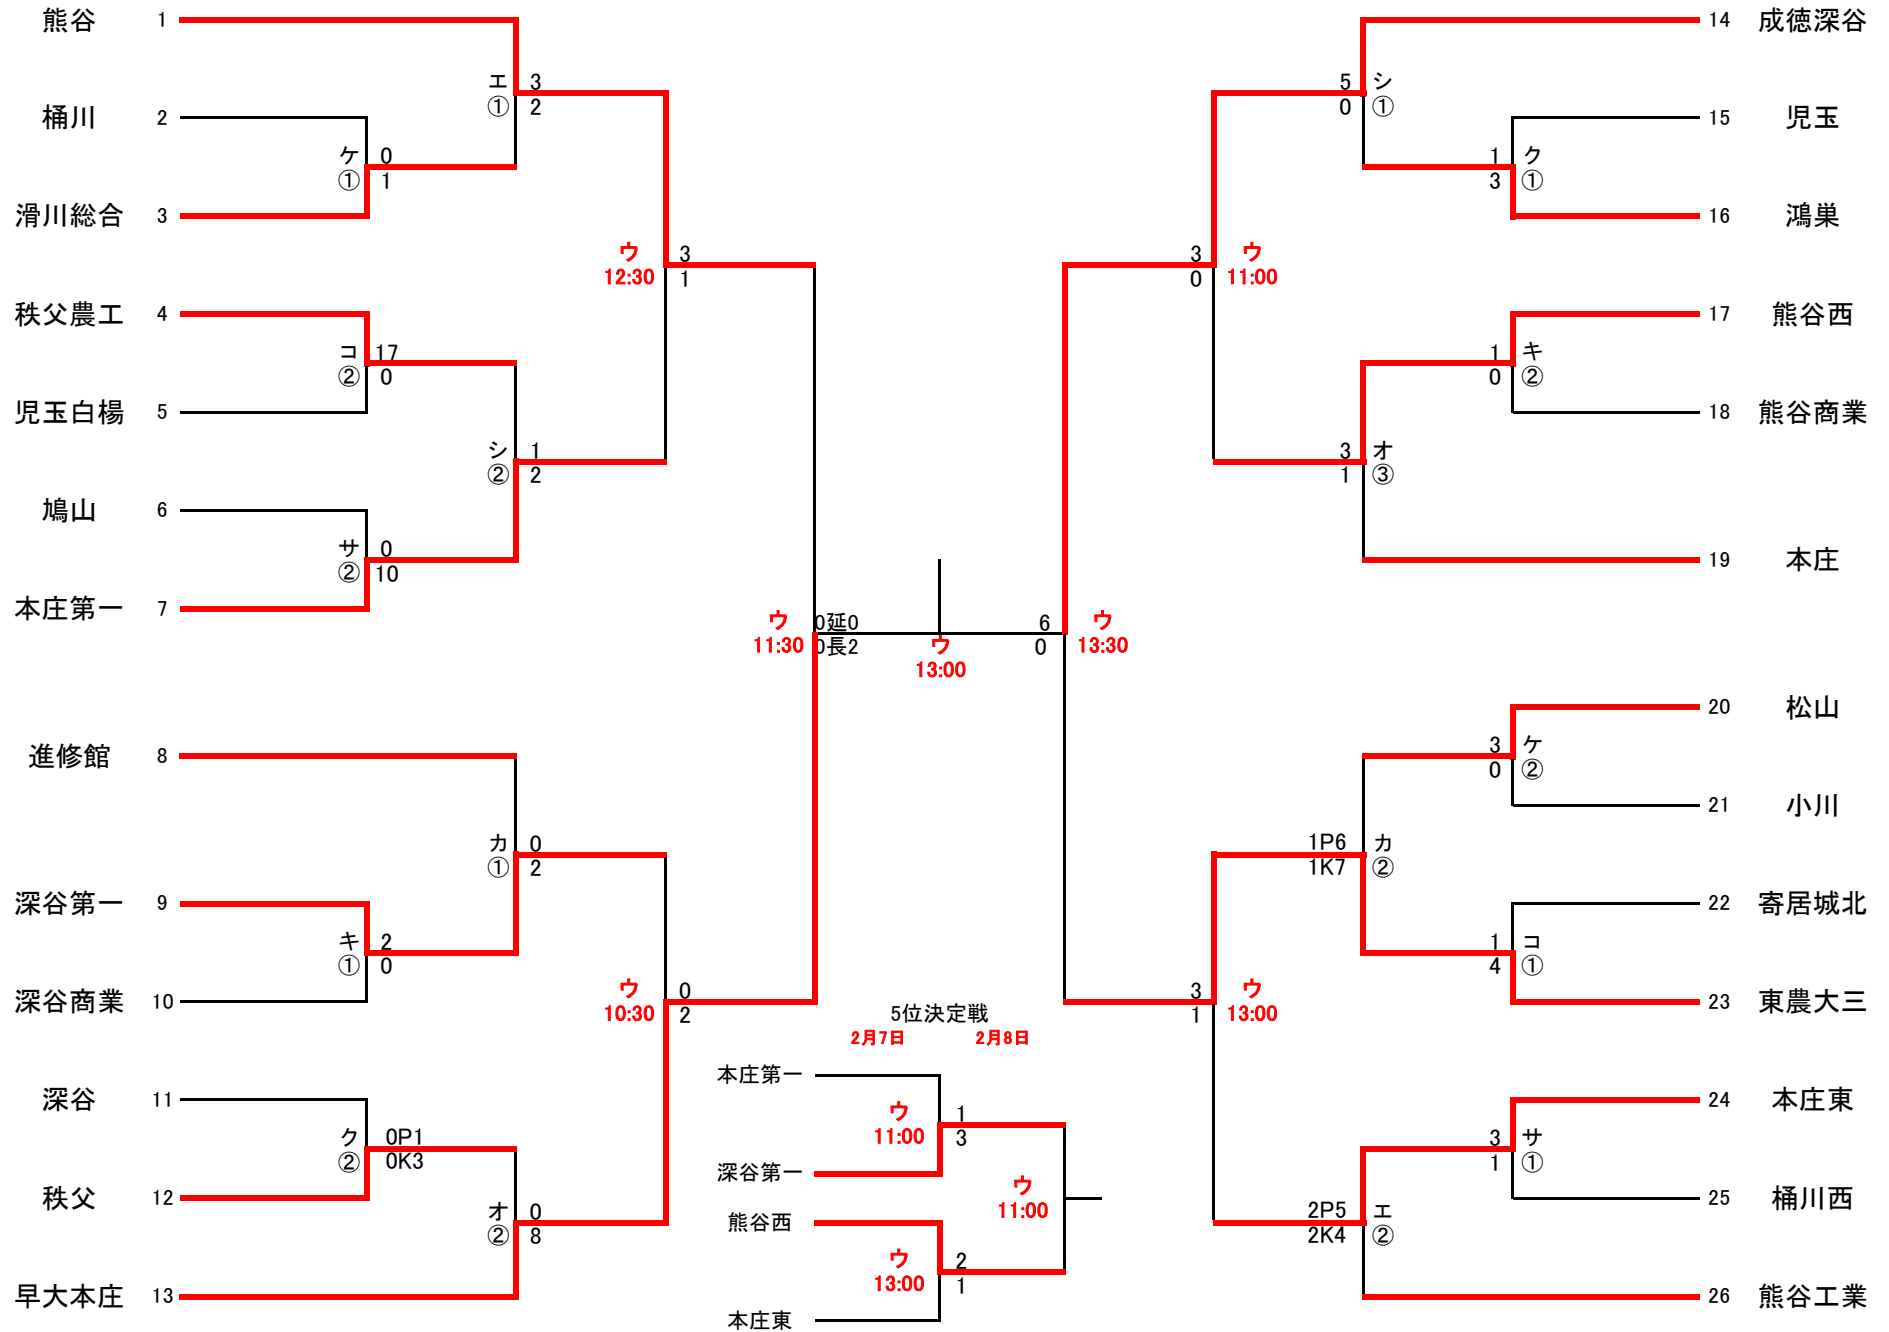 熊谷 1
エ 3
① 2
桶川 2
ケ 0
① 1
滑川総合 3
ウ 3
12:30 1
秩父農工 4
コ 17
② 0
児玉白楊 5
シ 1
② 2
鳩山 6
サ 0
② 10
本庄第一 7
ウ 0延0
11:30 0長2
進修館 8
カ 0
① 2
深谷第一 9
キ 2
① 0
深谷商業 10
ウ 0
10:30 2
深谷 11
ク 0P1
② 0K3
秩父 12
オ 0
② 8
早大本庄 13
ウ
13:00
14 成徳深谷
5 シ
0 ①
15 児玉
1 ク
3 ①
16 鴻巣
3 ウ
0 11:00
17 熊谷西
1 キ
0 ②
18 熊谷商業
3 オ
1 ③
19 本庄
6 ウ
0 13:30
20 松山
3 ケ
0 ②
21 小川
1P6 カ
1K7 ②
22 寄居城北
1 コ
4 ①
23 東農大三
3 ウ
1 13:00
24 本庄東
3 サ
1 ①
25 桶川西
2P5 エ
2K4 ②
26 熊谷工業
5位決定戦
2月7日 2月8日
本庄第一
ウ 1
11:00 3
深谷第一
ウ
11:00
熊谷西
ウ 2
13:00 1
本庄東